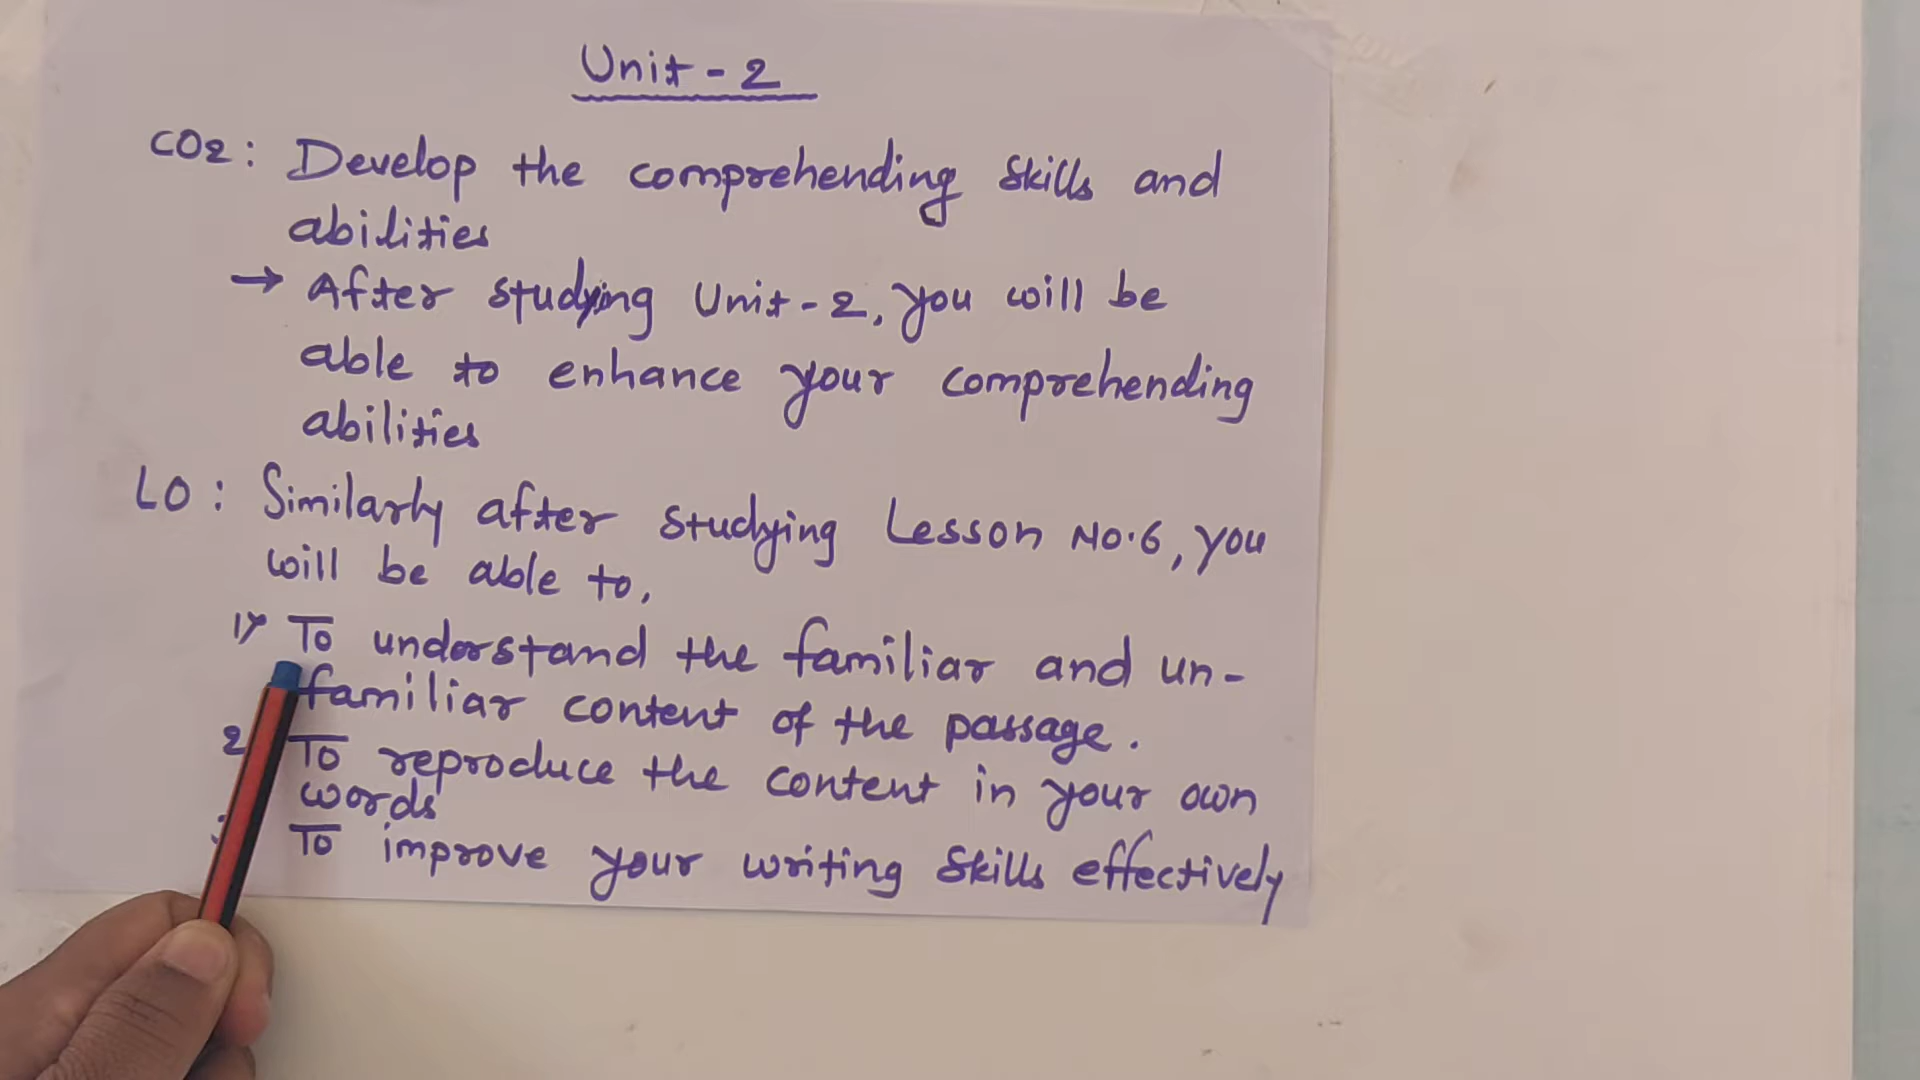 Unit - 2
CO2: Develop the comprehending skills and
abilities
→ After studying Unit - 2, you will be
able to enhance your comprehending
abilities
LO: Similarly after studying Lesson No.6, you
will be able to,
1) To understand the familiar and un-
familiar content of the passage.
2 To reproduce the content in your own
words
To improve your writing skills effectively